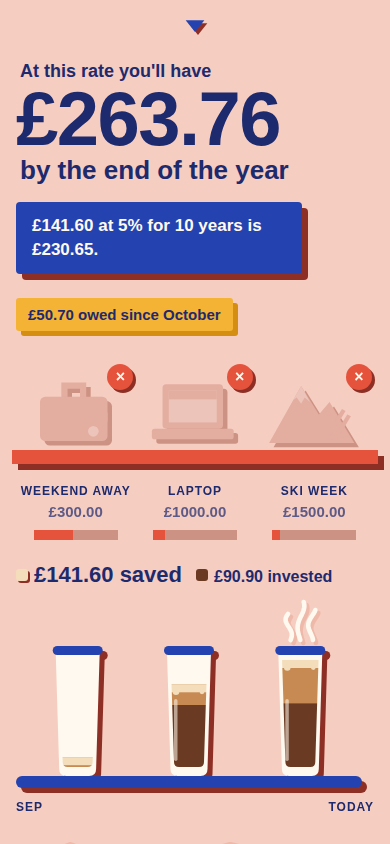 At this rate you'll have
£263.76
by the end of the year
£141.60 at 5% for 10 years is
£230.65.
£50.70 owed since October
WEEKEND AWAY LAPTOP SKI WEEK
£300.00 £1000.00 £1500.00
£141.60 saved £90.90 invested
SEP TODAY